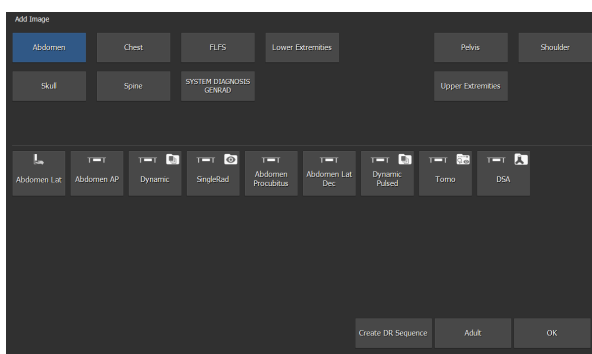 Add Image
Abdomen
Chest
FLFS
Lower Extremities
Pelvis
Shoulder
Skull
Spine
SYSTEM DIAGNOSIS
GENRAD
Upper Extremities
Abdomen Lat
Abdomen AP
Dynamic
SingleRad
Abdomen
Procubitus
Abdomen Lat
Dec
Dynamic
Pulsed
Tomo
DSA
Create DR Sequence
Adult
OK